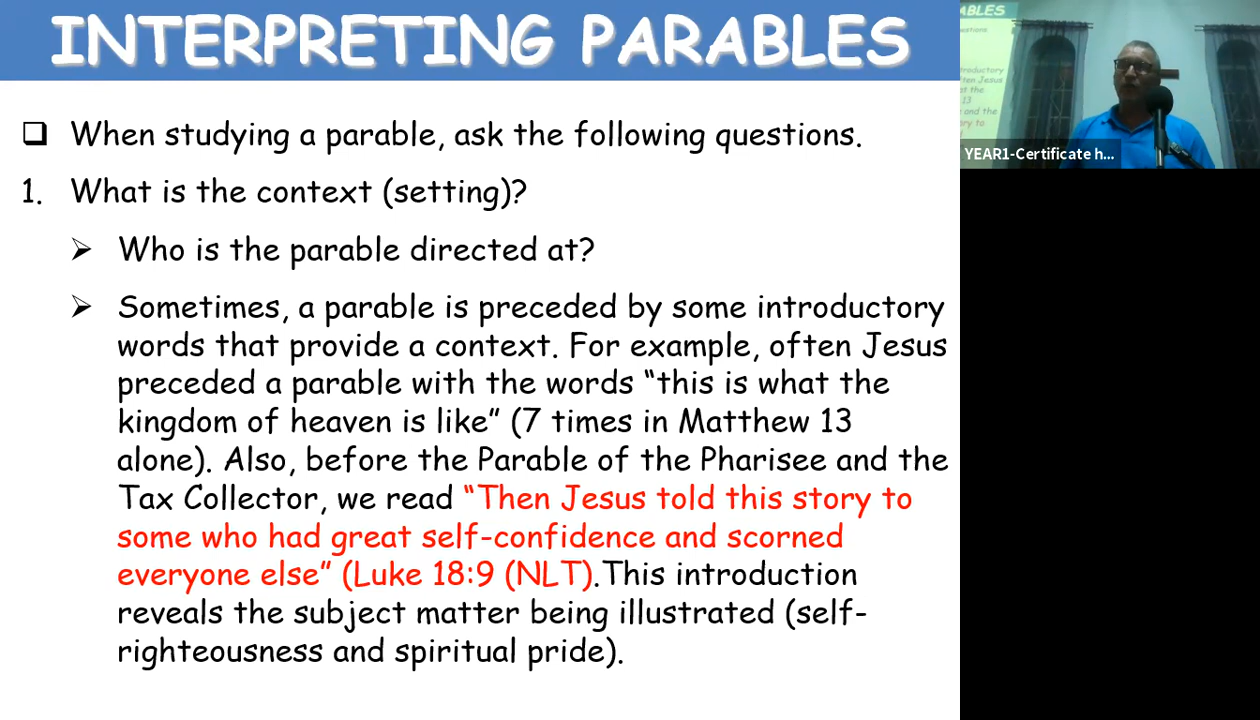 INTERPRETING PARABLES
❑ When studying a parable, ask the following questions.
1. What is the context (setting)?
➢ Who is the parable directed at?
➢ Sometimes, a parable is preceded by some introductory
words that provide a context. For example, often Jesus
preceded a parable with the words “this is what the
kingdom of heaven is like” (7 times in Matthew 13
alone). Also, before the Parable of the Pharisee and the
Tax Collector, we read “Then Jesus told this story to
some who had great self-confidence and scorned
everyone else” (Luke 18:9 (NLT).This introduction
reveals the subject matter being illustrated (self-
righteousness and spiritual pride).
ABLES
YEAR1-Certificate h...